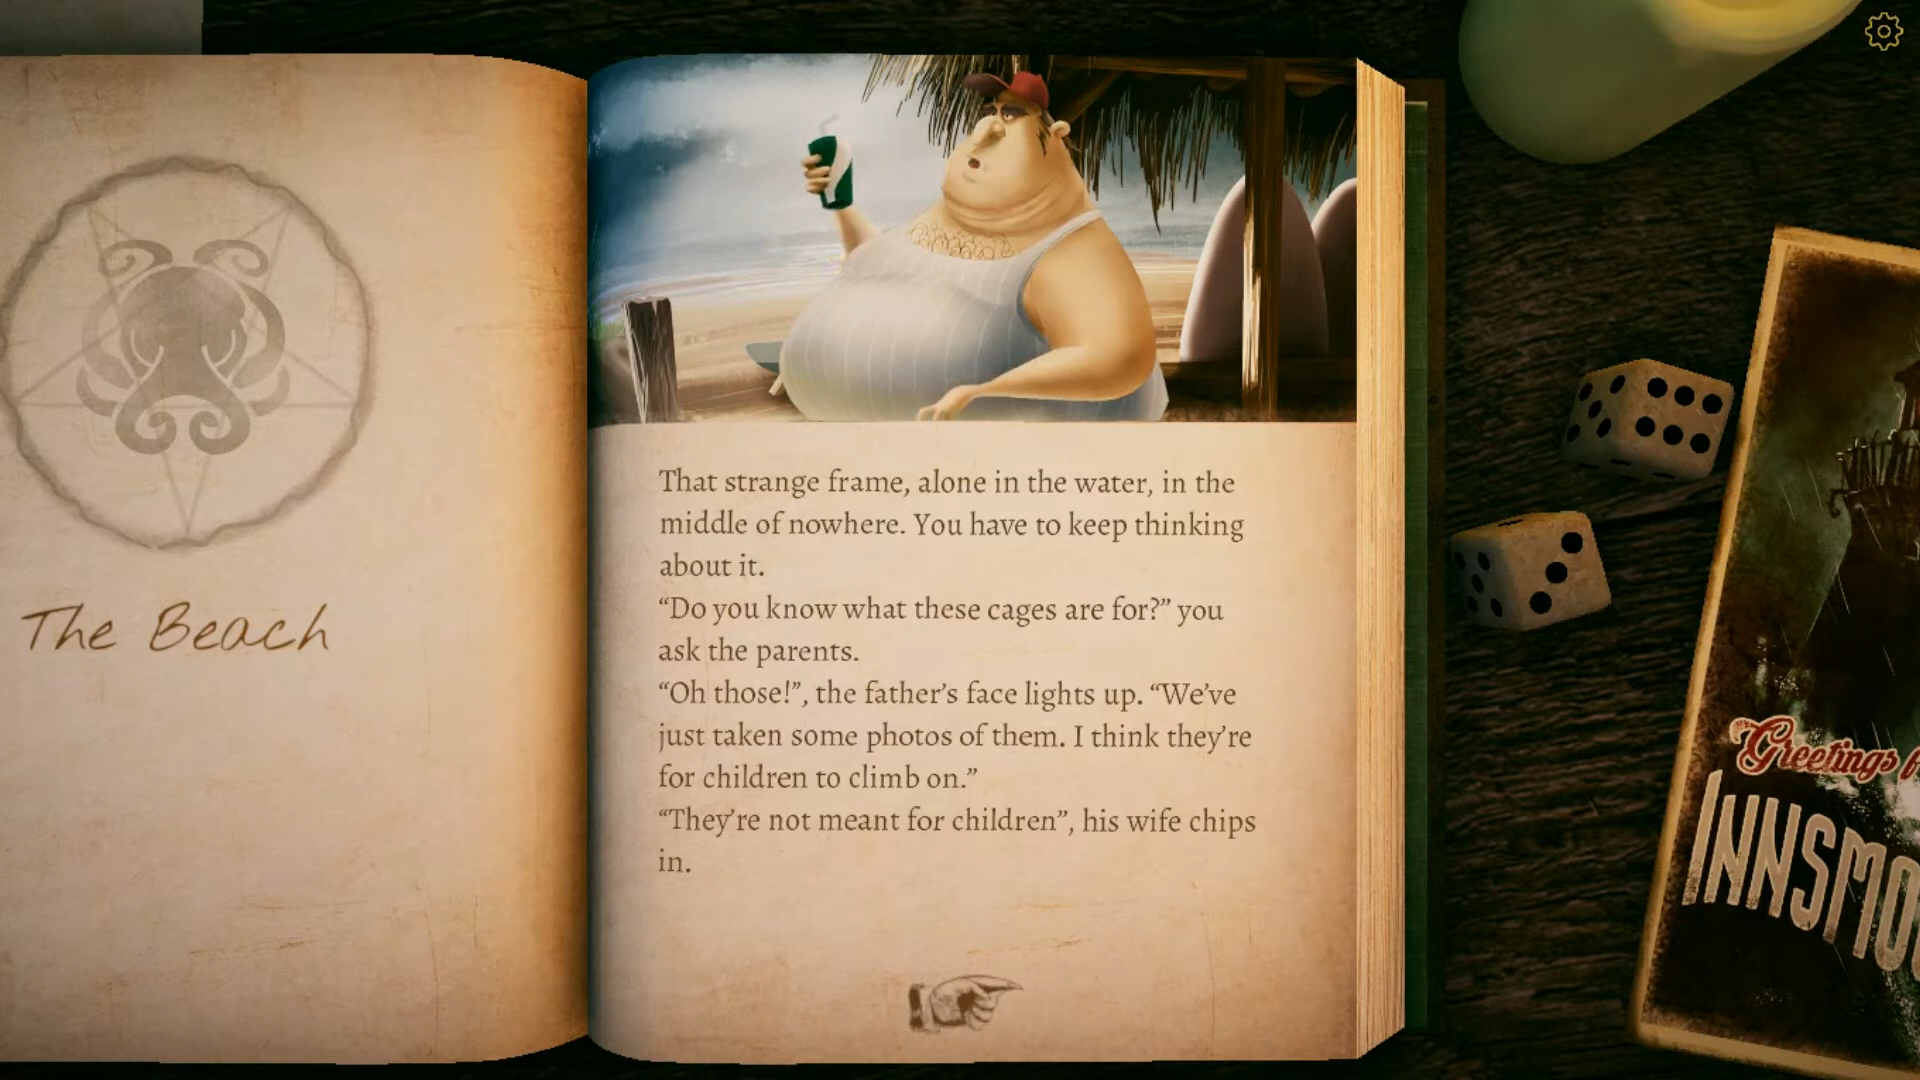 The Beach
That strange frame, alone in the water, in the
middle of nowhere. You have to keep thinking
about it.
“Do you know what these cages are for?” you
ask the parents.
“Oh those!”, the father’s face lights up. “We’ve
just taken some photos of them. I think they’re
for children to climb on.”
“They’re not meant for children”, his wife chips
in.
Greetings f
INNSMO